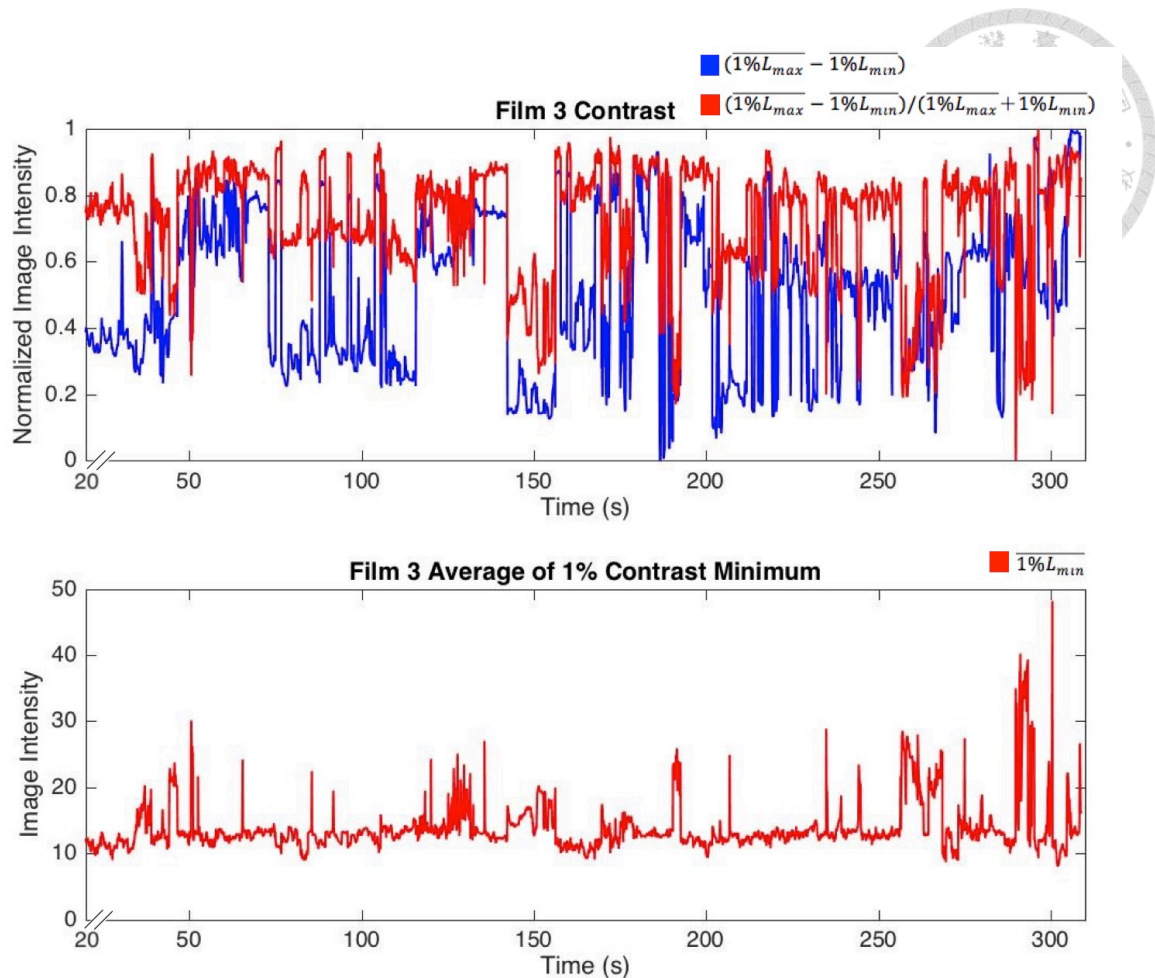 (1%L_max − 1%L_min)
(1%L_max − 1%L_min)/(1%L_max + 1%L_min)
Film 3 Contrast
Normalized Image Intensity
1
0.8
0.6
0.4
0.2
0
20 50 100 150 200 250 300
Time (s)
1%L_min
Film 3 Average of 1% Contrast Minimum
Image Intensity
50
40
30
20
10
0
20 50 100 150 200 250 300
Time (s)